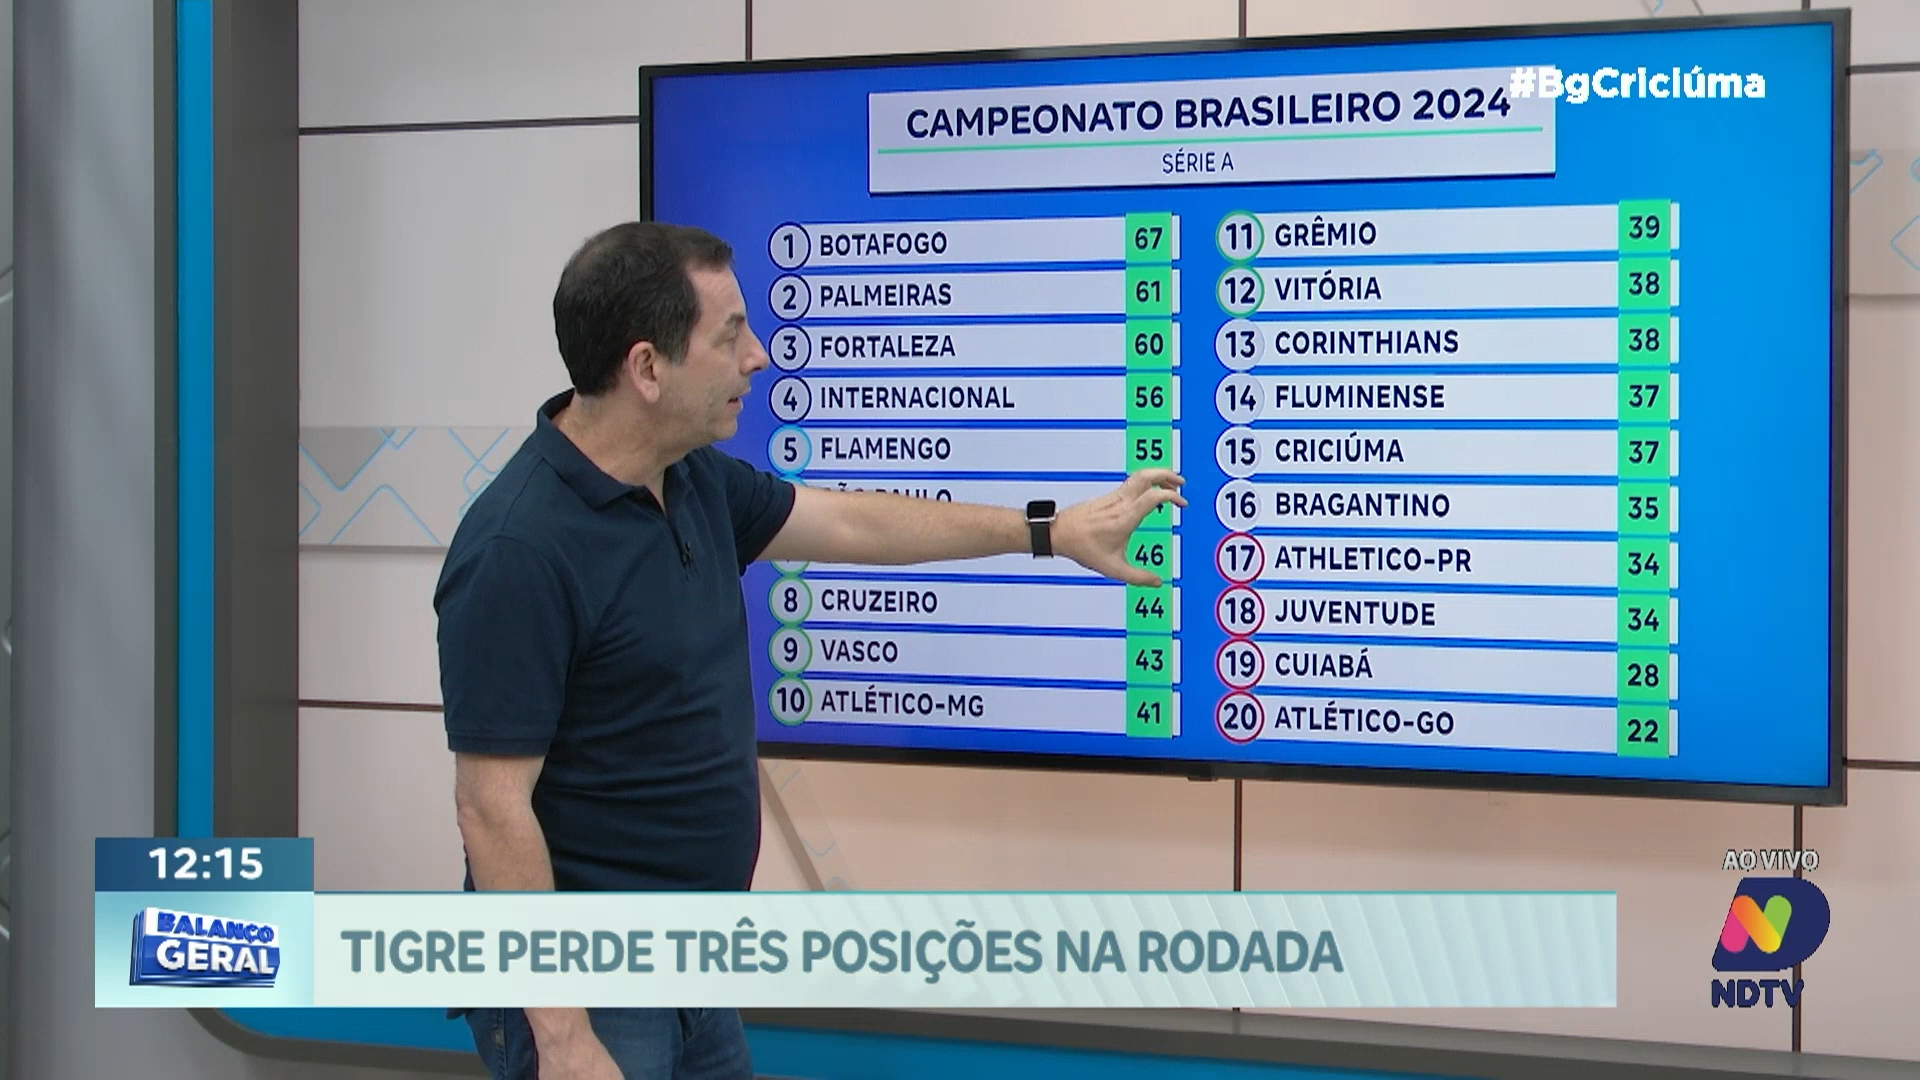 #BgCriciúma
CAMPEONATO BRASILEIRO 2024
SÉRIE A
1 BOTAFOGO 67
2 PALMEIRAS 61
3 FORTALEZA 60
4 INTERNACIONAL 56
5 FLAMENGO 55
SÃO PAULO
46
8 CRUZEIRO 44
9 VASCO 43
10 ATLÉTICO-MG 41
11 GRÊMIO 39
12 VITÓRIA 38
13 CORINTHIANS 38
14 FLUMINENSE 37
15 CRICIÚMA 37
16 BRAGANTINO 35
17 ATHLETICO-PR 34
18 JUVENTUDE 34
19 CUIABÁ 28
20 ATLÉTICO-GO 22
12:15
BALANÇO
GERAL
TIGRE PERDE TRÊS POSIÇÕES NA RODADA
AO VIVO
N
NDTV